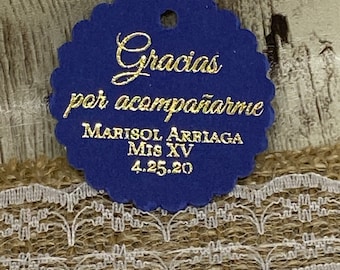 Gracias
por acompañarme
Marisol Arriaga
Mis XV
4.25.20